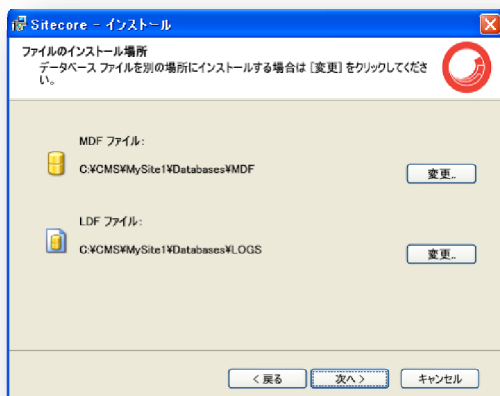 Sitecore - インストール
ファイルのインストール場所
データベース ファイルを別の場所にインストールする場合は [変更] をクリックしてくださ
い。
MDF ファイル:
C:¥CMS¥MySite1¥Databases¥MDF
変更..
LDF ファイル:
C:¥CMS¥MySite1¥Databases¥LOGS
変更..
< 戻る
次へ >
キャンセル